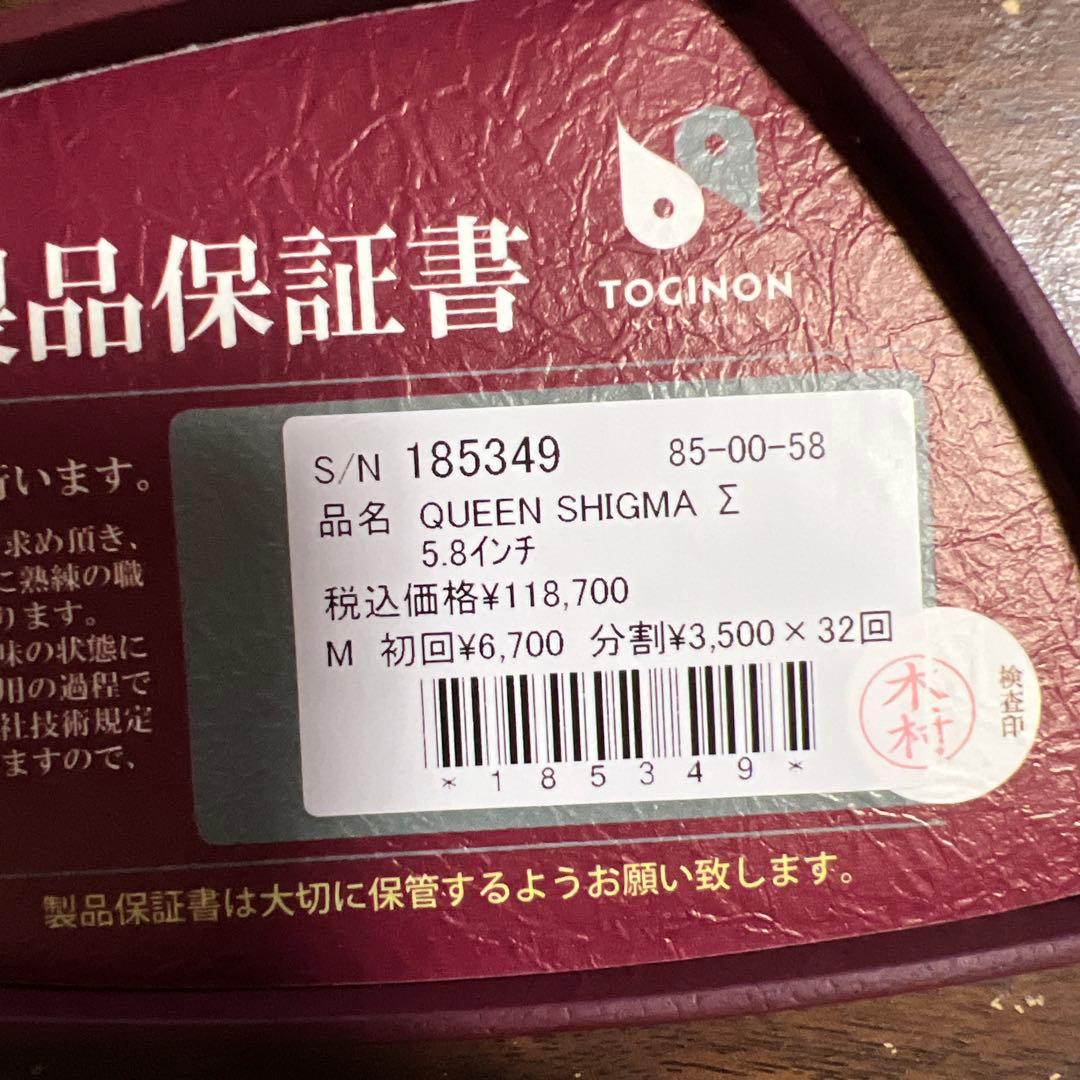 製品保証書
TOGINON
SCISSORS
行います。
求め頂き、
に熟練の職
ります。
味の状態に
用の過程で
社技術規定
ますので、
S/N 185349 85-00-58
品名 QUEEN SHIGMA Σ
5.8インチ
税込価格¥118,700
M 初回¥6,700 分割¥3,500×32回
*185349*
木村
検査印
製品保証書は大切に保管するようお願い致します。